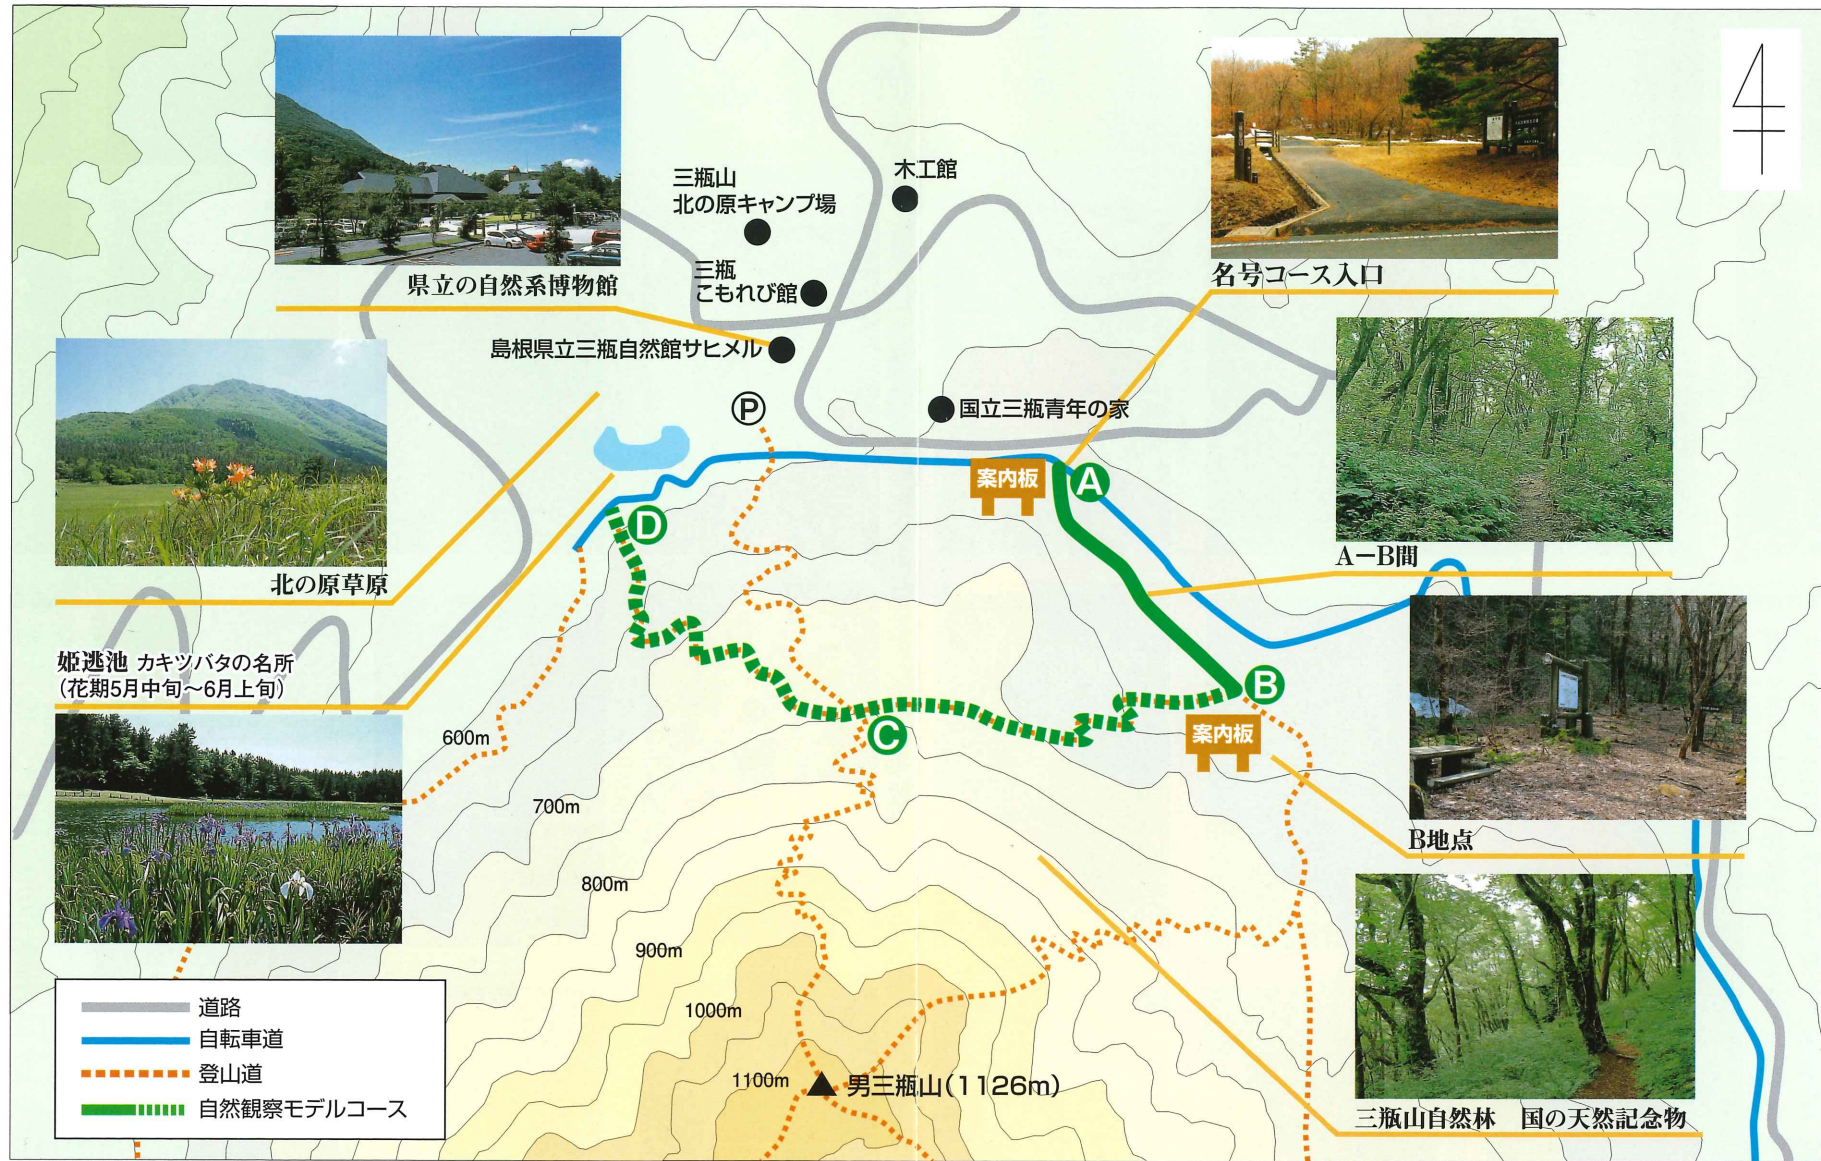 三瓶山
北の原キャンプ場
木工館
三瓶
こもれび館
県立の自然系博物館
名号コース入口
島根県立三瓶自然館サヒメル
P
国立三瓶青年の家
案内板
A
D
北の原草原
A−B間
姫逃池 カキツバタの名所
(花期5月中旬〜6月上旬)
B
C
案内板
600m
700m
800m
900m
1000m
1100m
B地点
男三瓶山(1126m)
三瓶山自然林 国の天然記念物
道路
自転車道
登山道
自然観察モデルコース